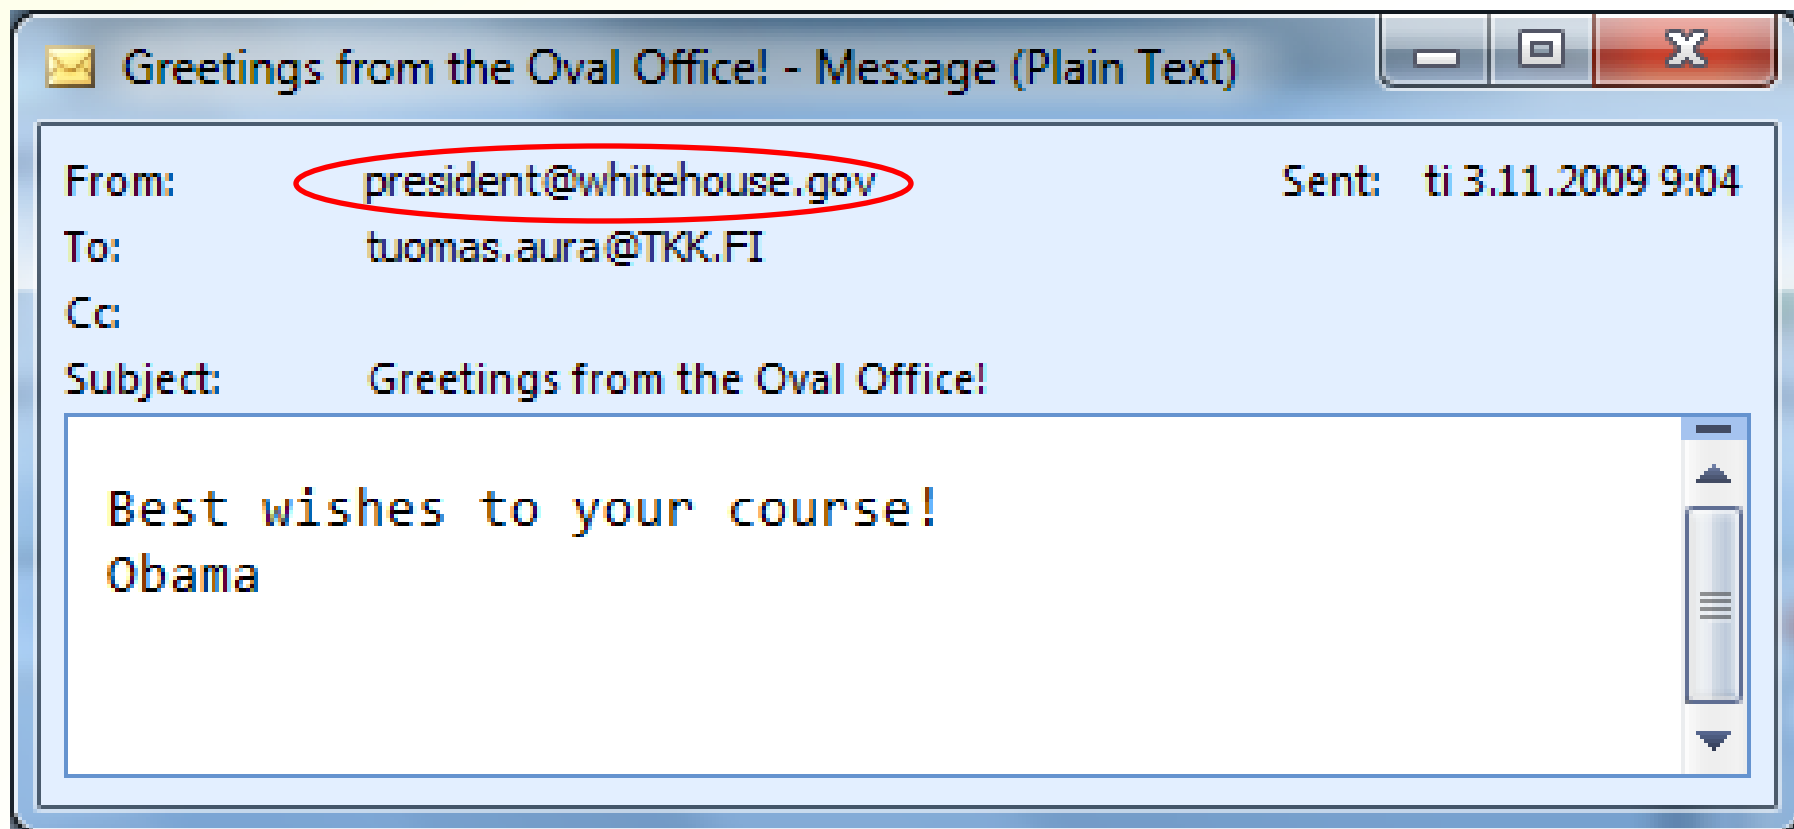 Greetings from the Oval Office! - Message (Plain Text)
From: president@whitehouse.gov Sent: ti 3.11.2009 9:04
To: tuomas.aura@TKK.FI
Cc:
Subject: Greetings from the Oval Office!
Best wishes to your course!
Obama